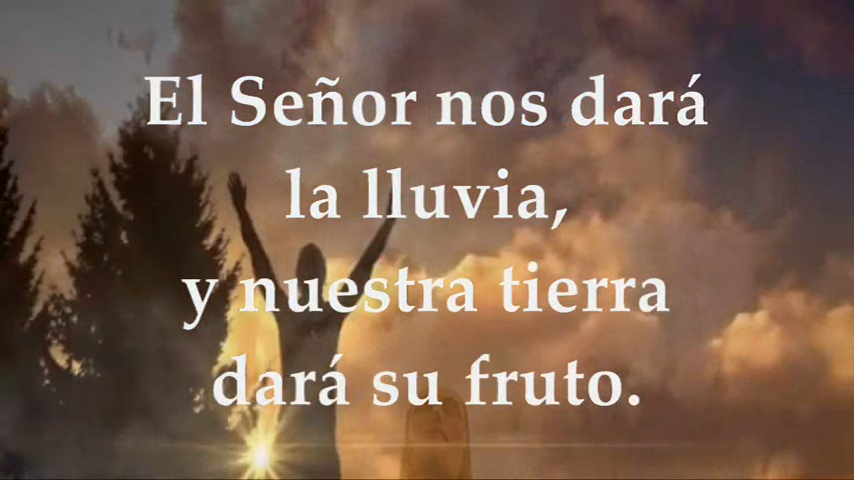 El Señor nos dará
la lluvia,
y nuestra tierra
dará su fruto.